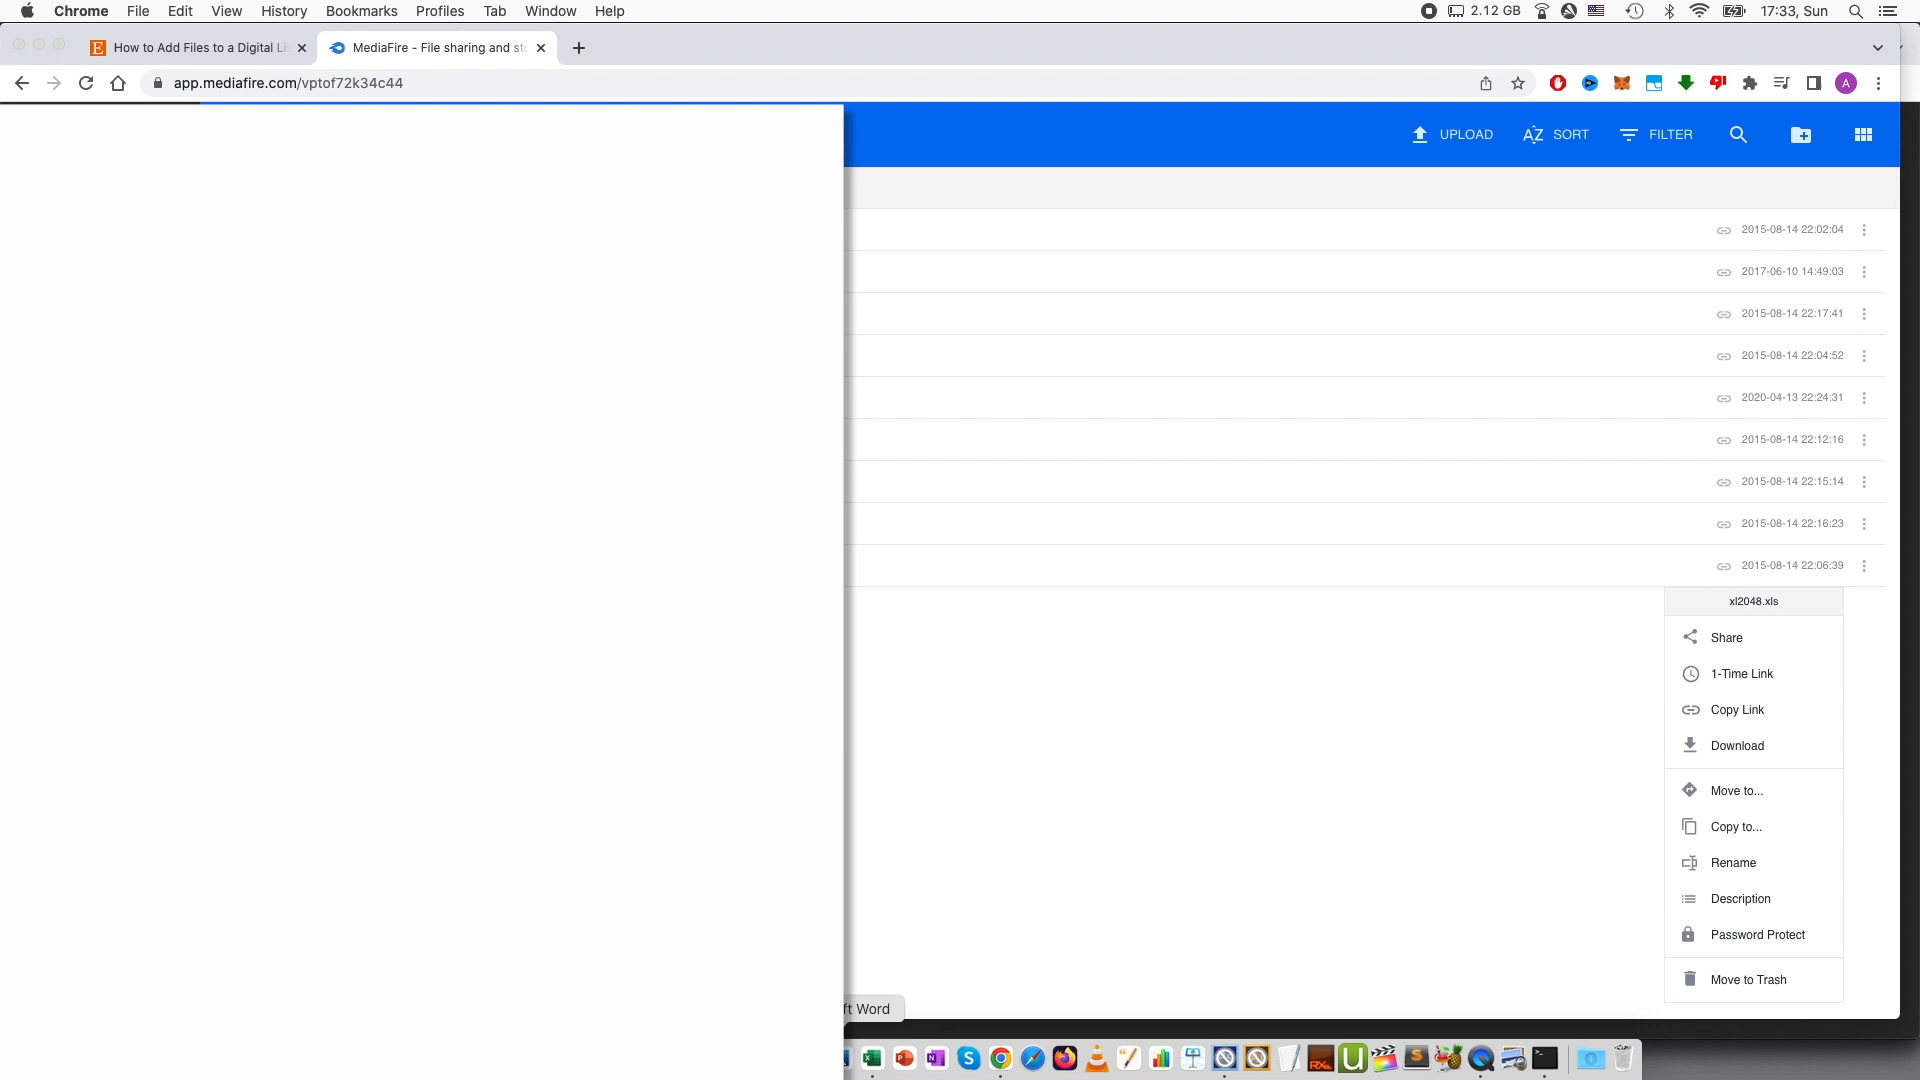 Chrome File Edit View History Bookmarks Profiles Tab Window Help 2.12 GB 17:33, Sun
How to Add Files to a Digital Li MediaFire - File sharing and sto
app.mediafire.com/vptof72k34c44
UPLOAD SORT FILTER
2015-08-14 22:02:04
2017-06-10 14:49:03
2015-08-14 22:17:41
2015-08-14 22:04:52
2020-04-13 22:24:31
2015-08-14 22:12:16
2015-08-14 22:15:14
2015-08-14 22:16:23
2015-08-14 22:06:39
xl2048.xls
Share
1-Time Link
Copy Link
Download
Move to...
Copy to...
Rename
Description
Password Protect
Move to Trash
ft Word